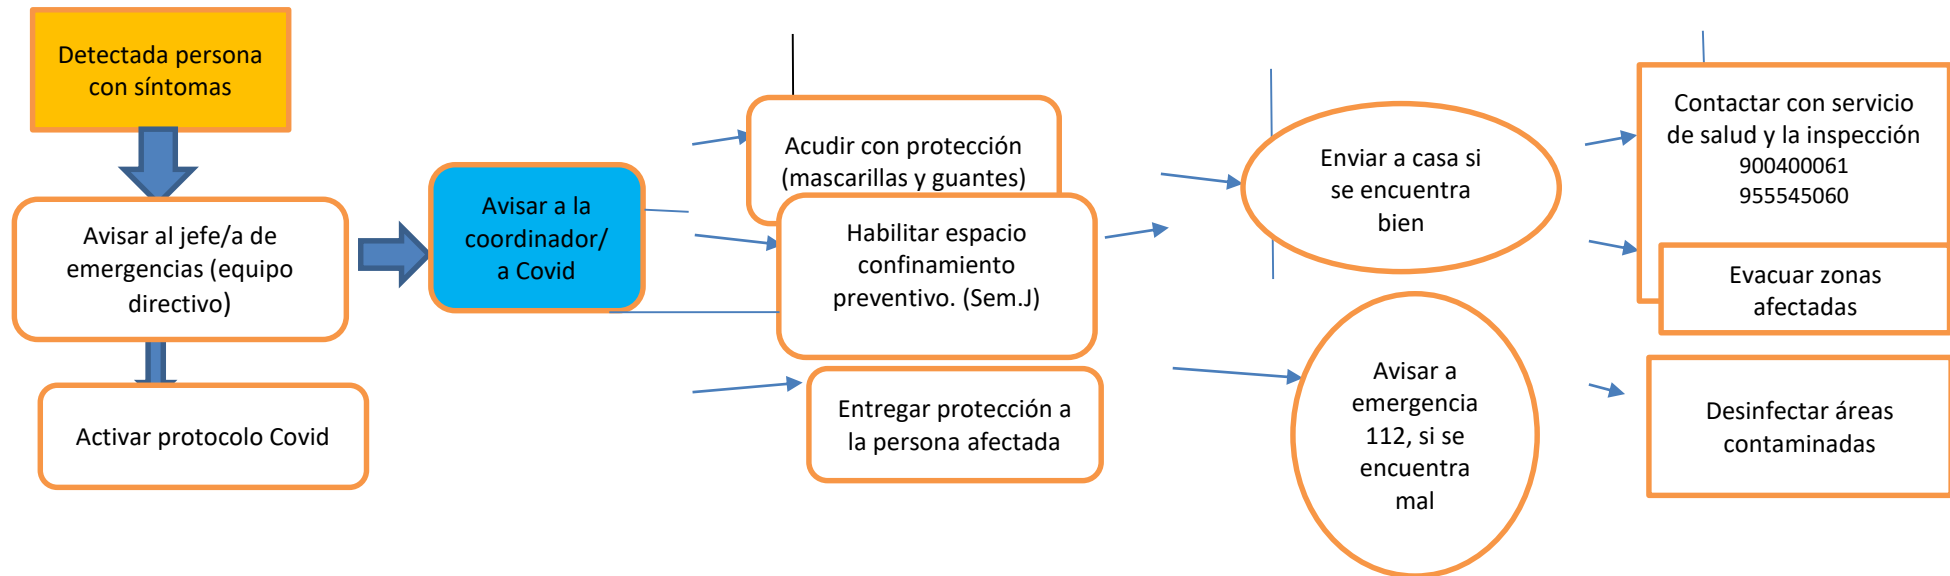 Detectada persona
con síntomas
Avisar al jefe/a de
emergencias (equipo
directivo)
Activar protocolo Covid
Avisar a la
coordinador/
a Covid
Acudir con protección
(mascarillas y guantes)
Habilitar espacio
confinamiento
preventivo. (Sem.J)
Entregar protección a
la persona afectada
Enviar a casa si
se encuentra
bien
Avisar a
emergencia
112, si se
encuentra
mal
Contactar con servicio
de salud y la inspección
900400061
955545060
Evacuar zonas
afectadas
Desinfectar áreas
contaminadas